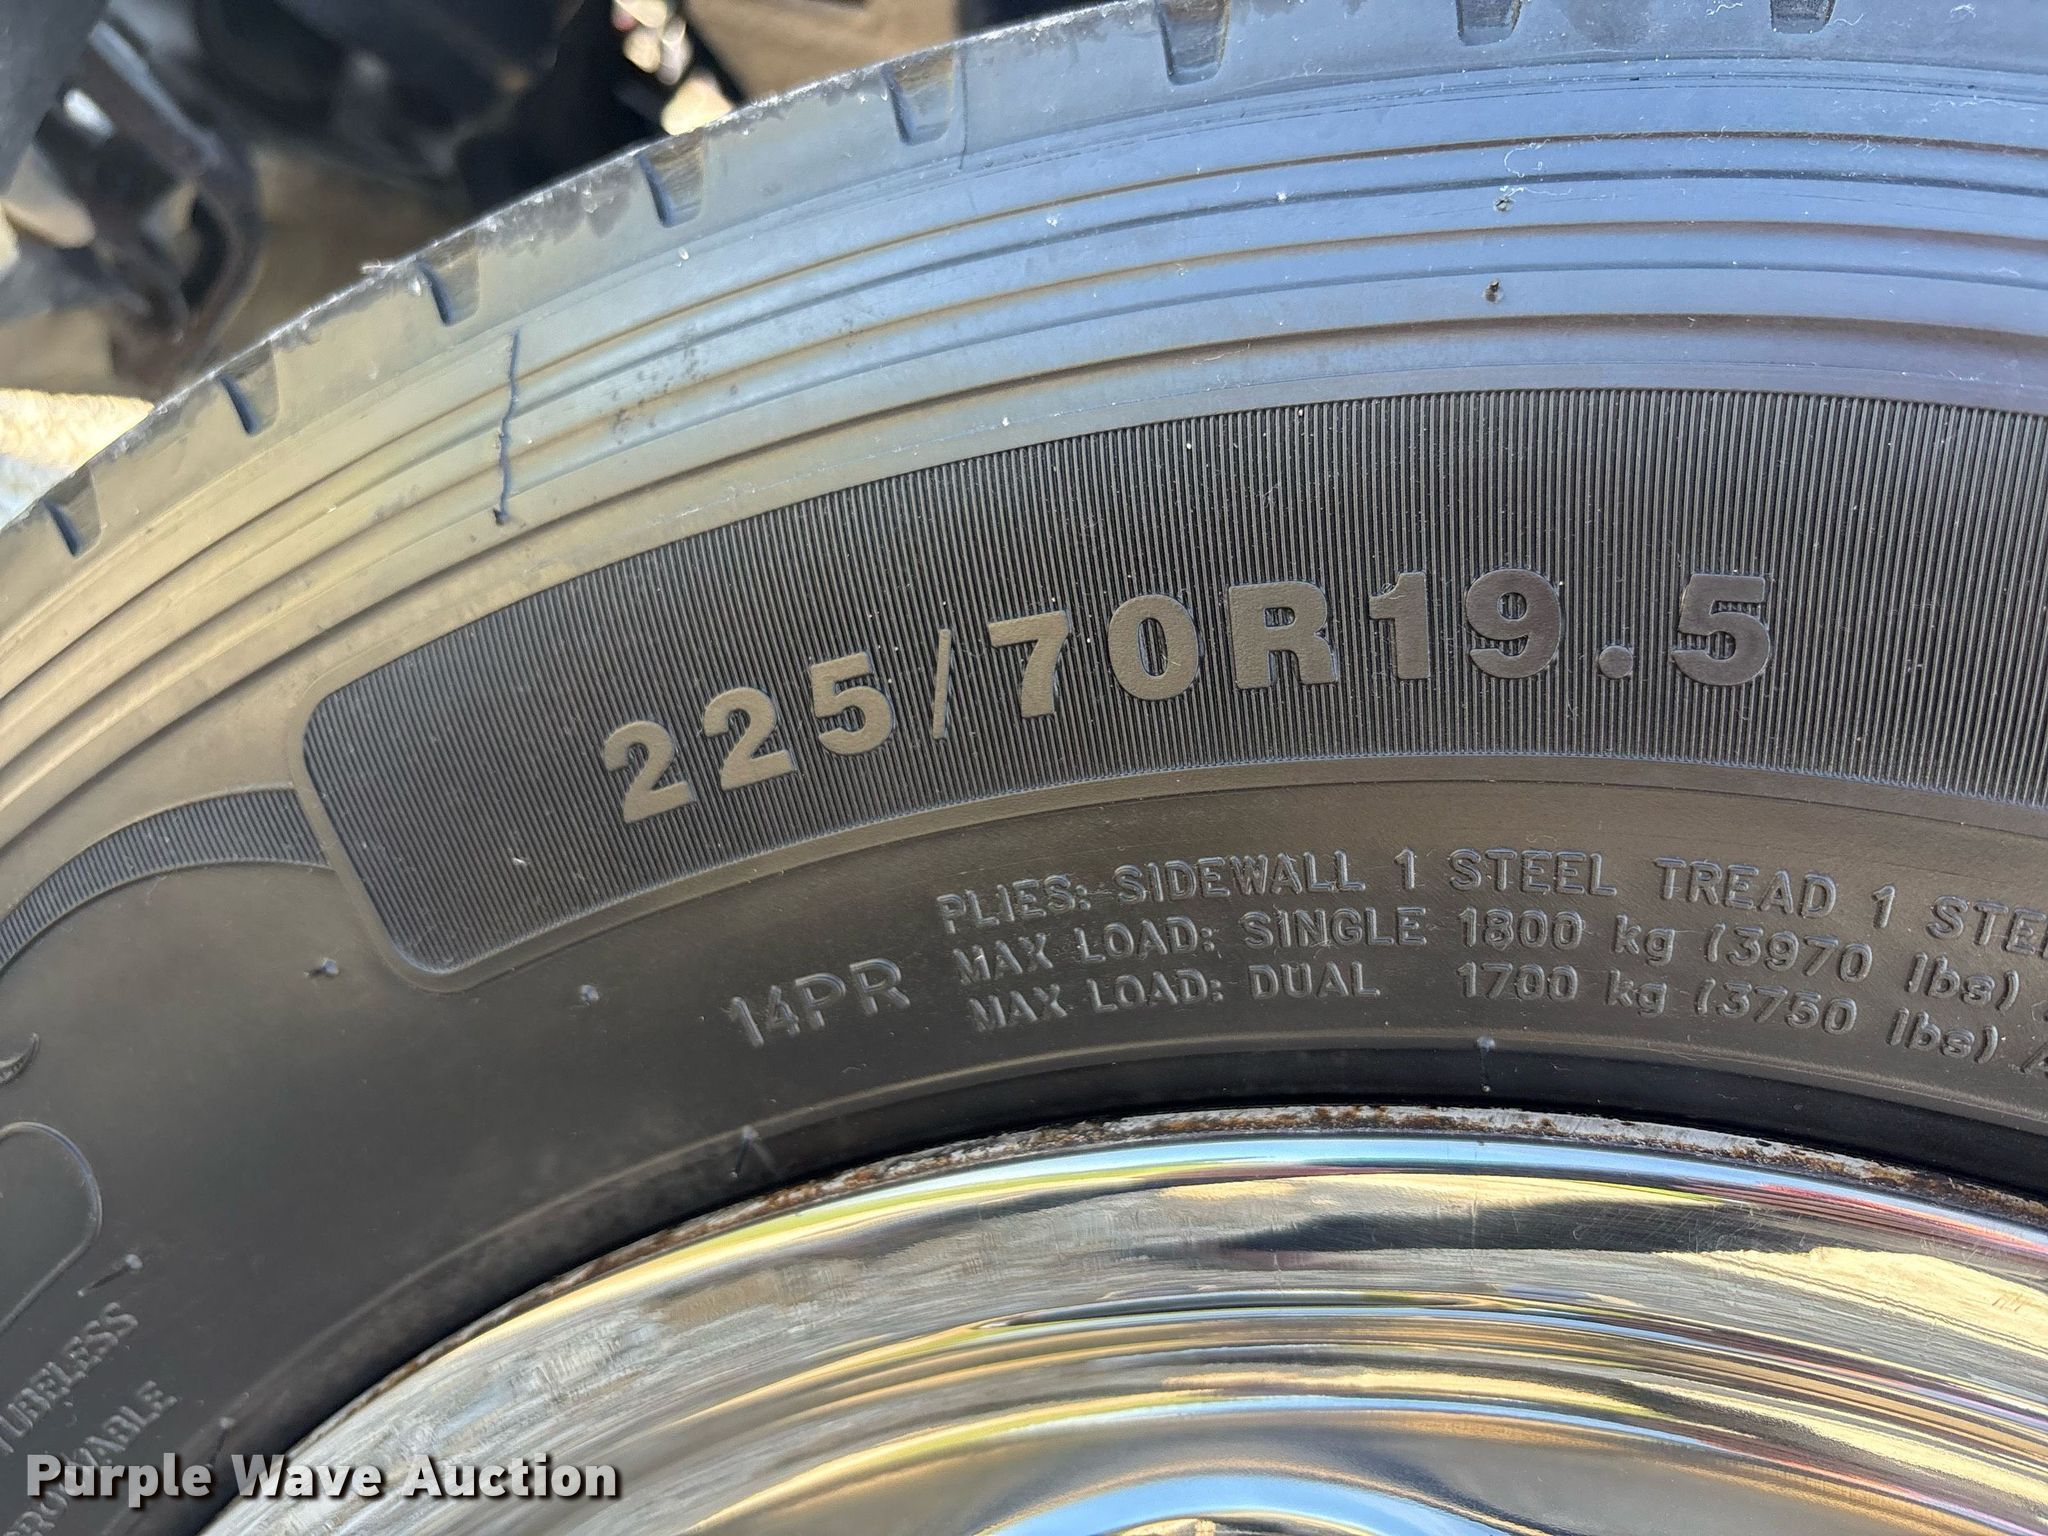 225/70R19.5
PLIES: SIDEWALL 1 STEEL TREAD 1
14PR
MAX LOAD: SINGLE 1800 kg (3970 lbs)
MAX LOAD: DUAL 1700 kg (3750 lbs)
TUBELESS
Purple Wave Auction